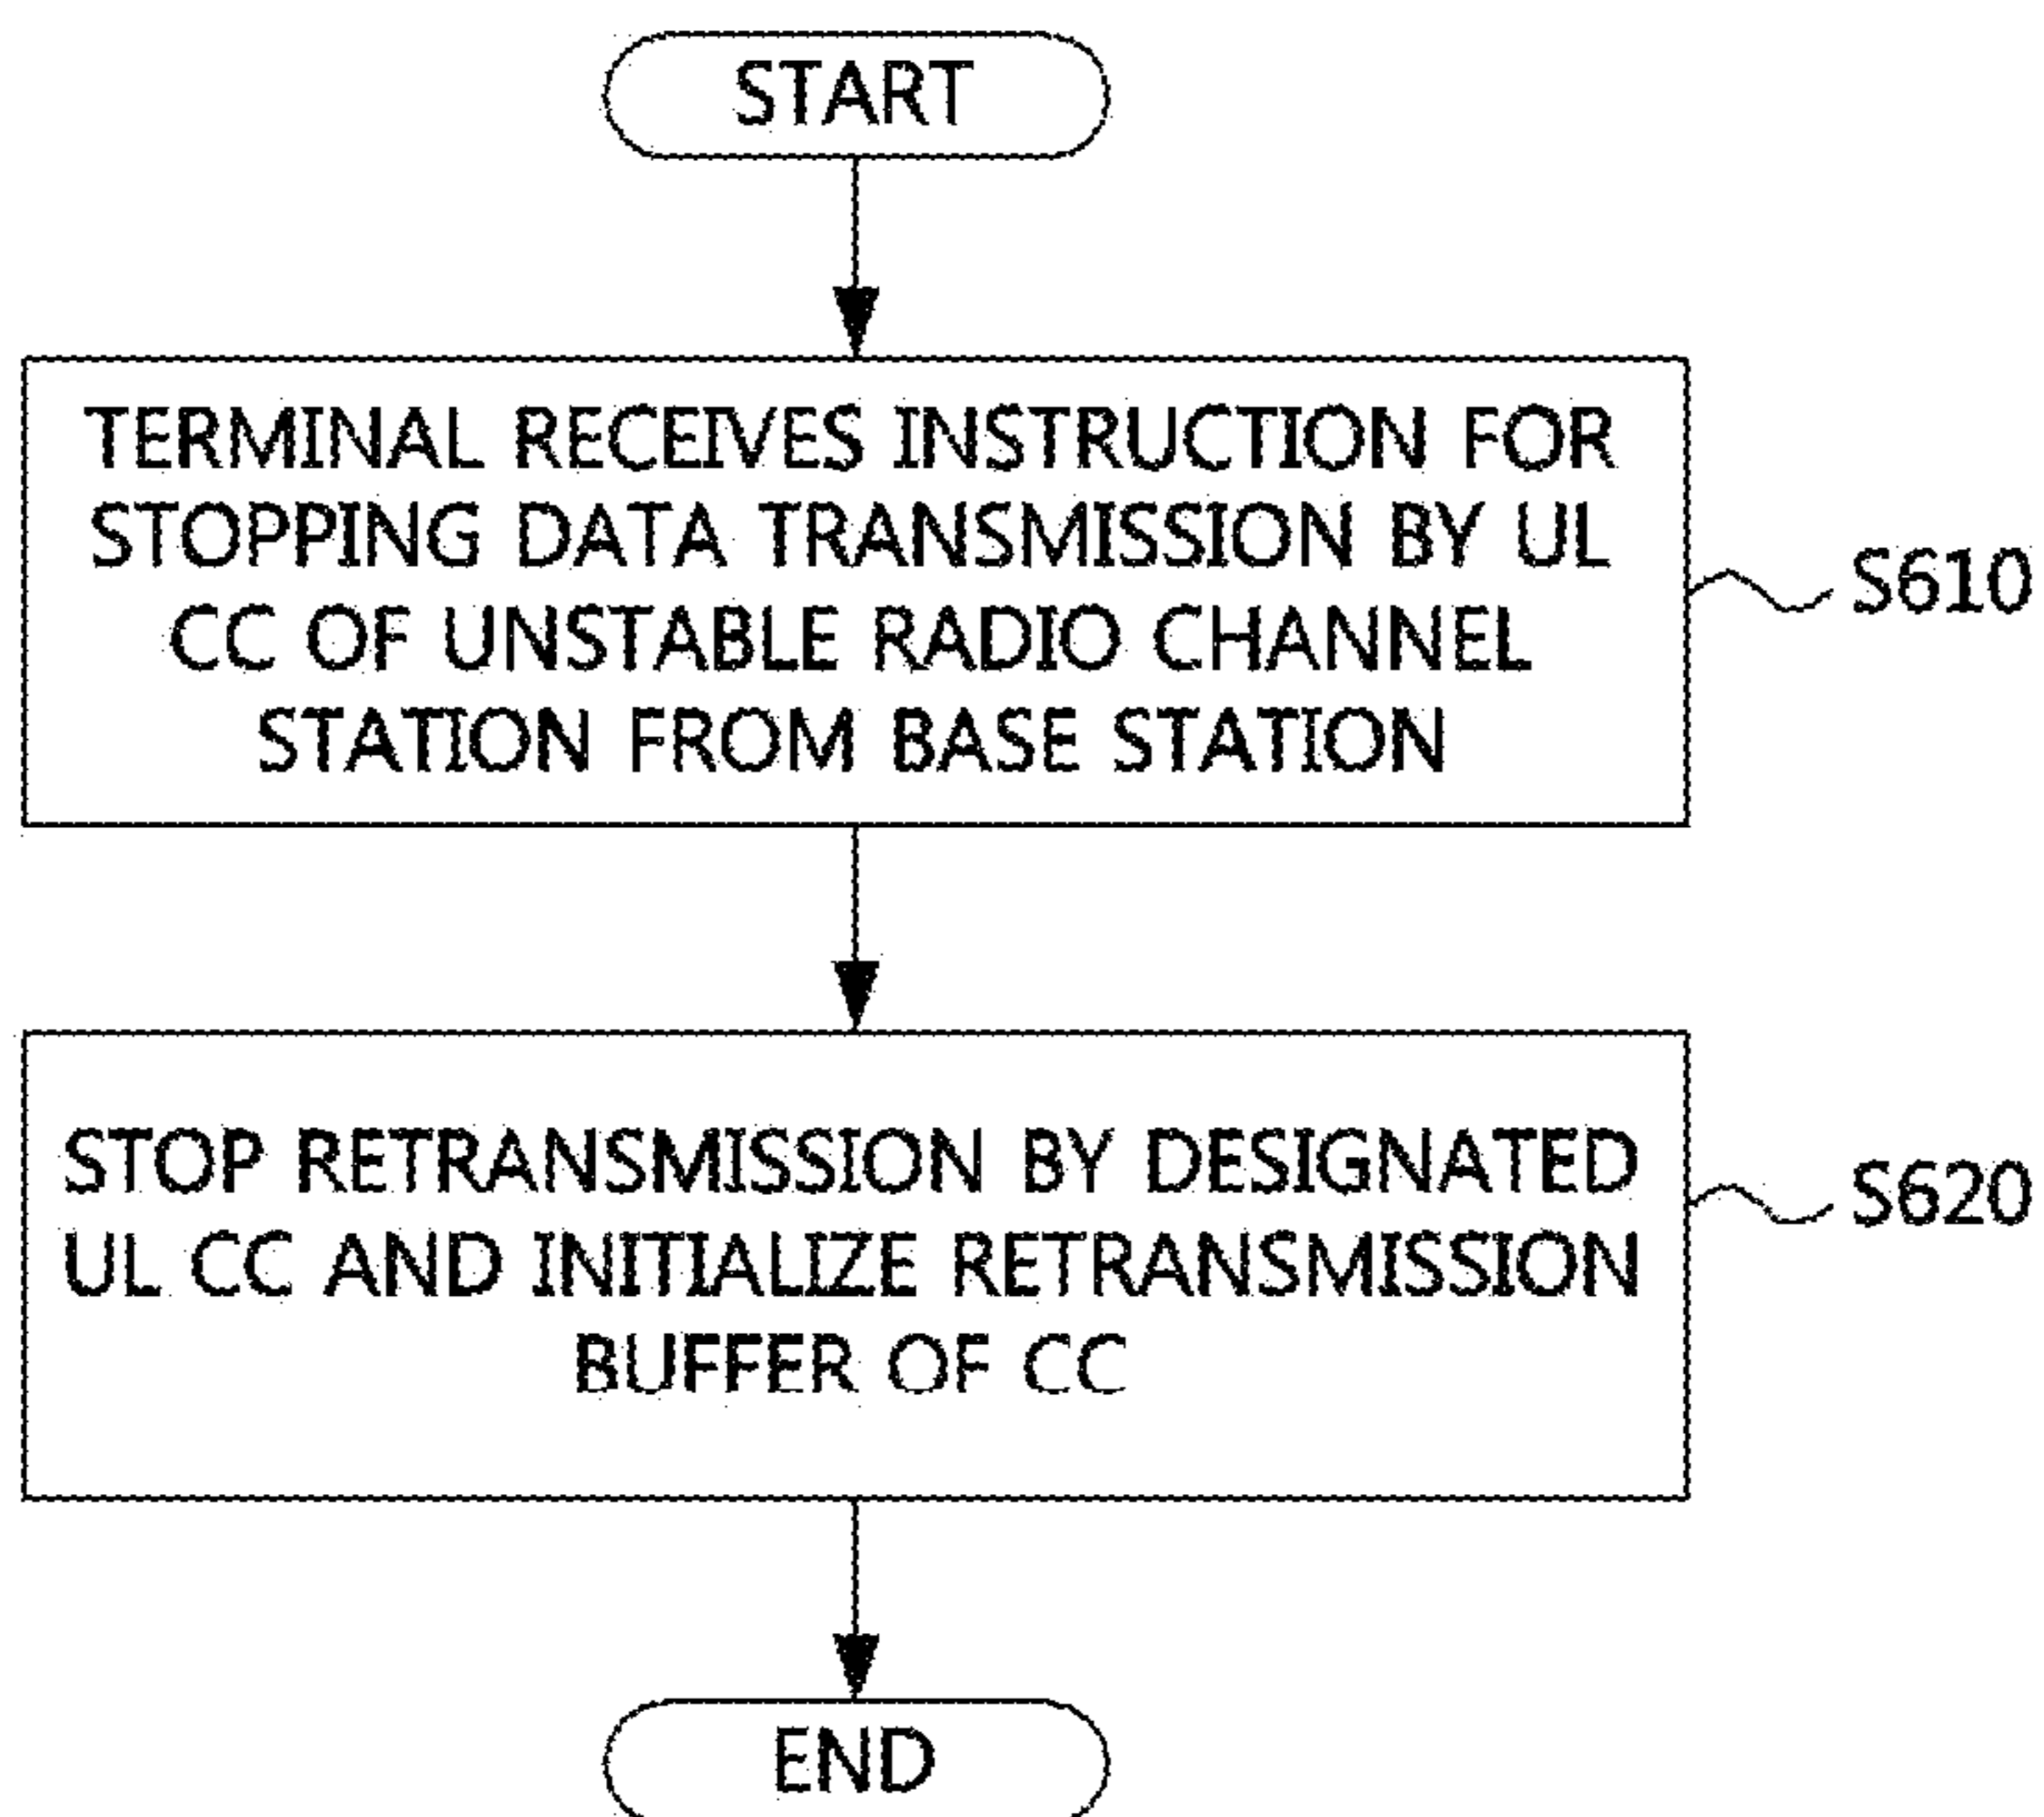 START
TERMINAL RECEIVES INSTRUCTION FOR
STOPPING DATA TRANSMISSION BY UL
CC OF UNSTABLE RADIO CHANNEL
STATION FROM BASE STATION
S610
STOP RETRANSMISSION BY DESIGNATED
UL CC AND INITIALIZE RETRANSMISSION
BUFFER OF CC
S620
END